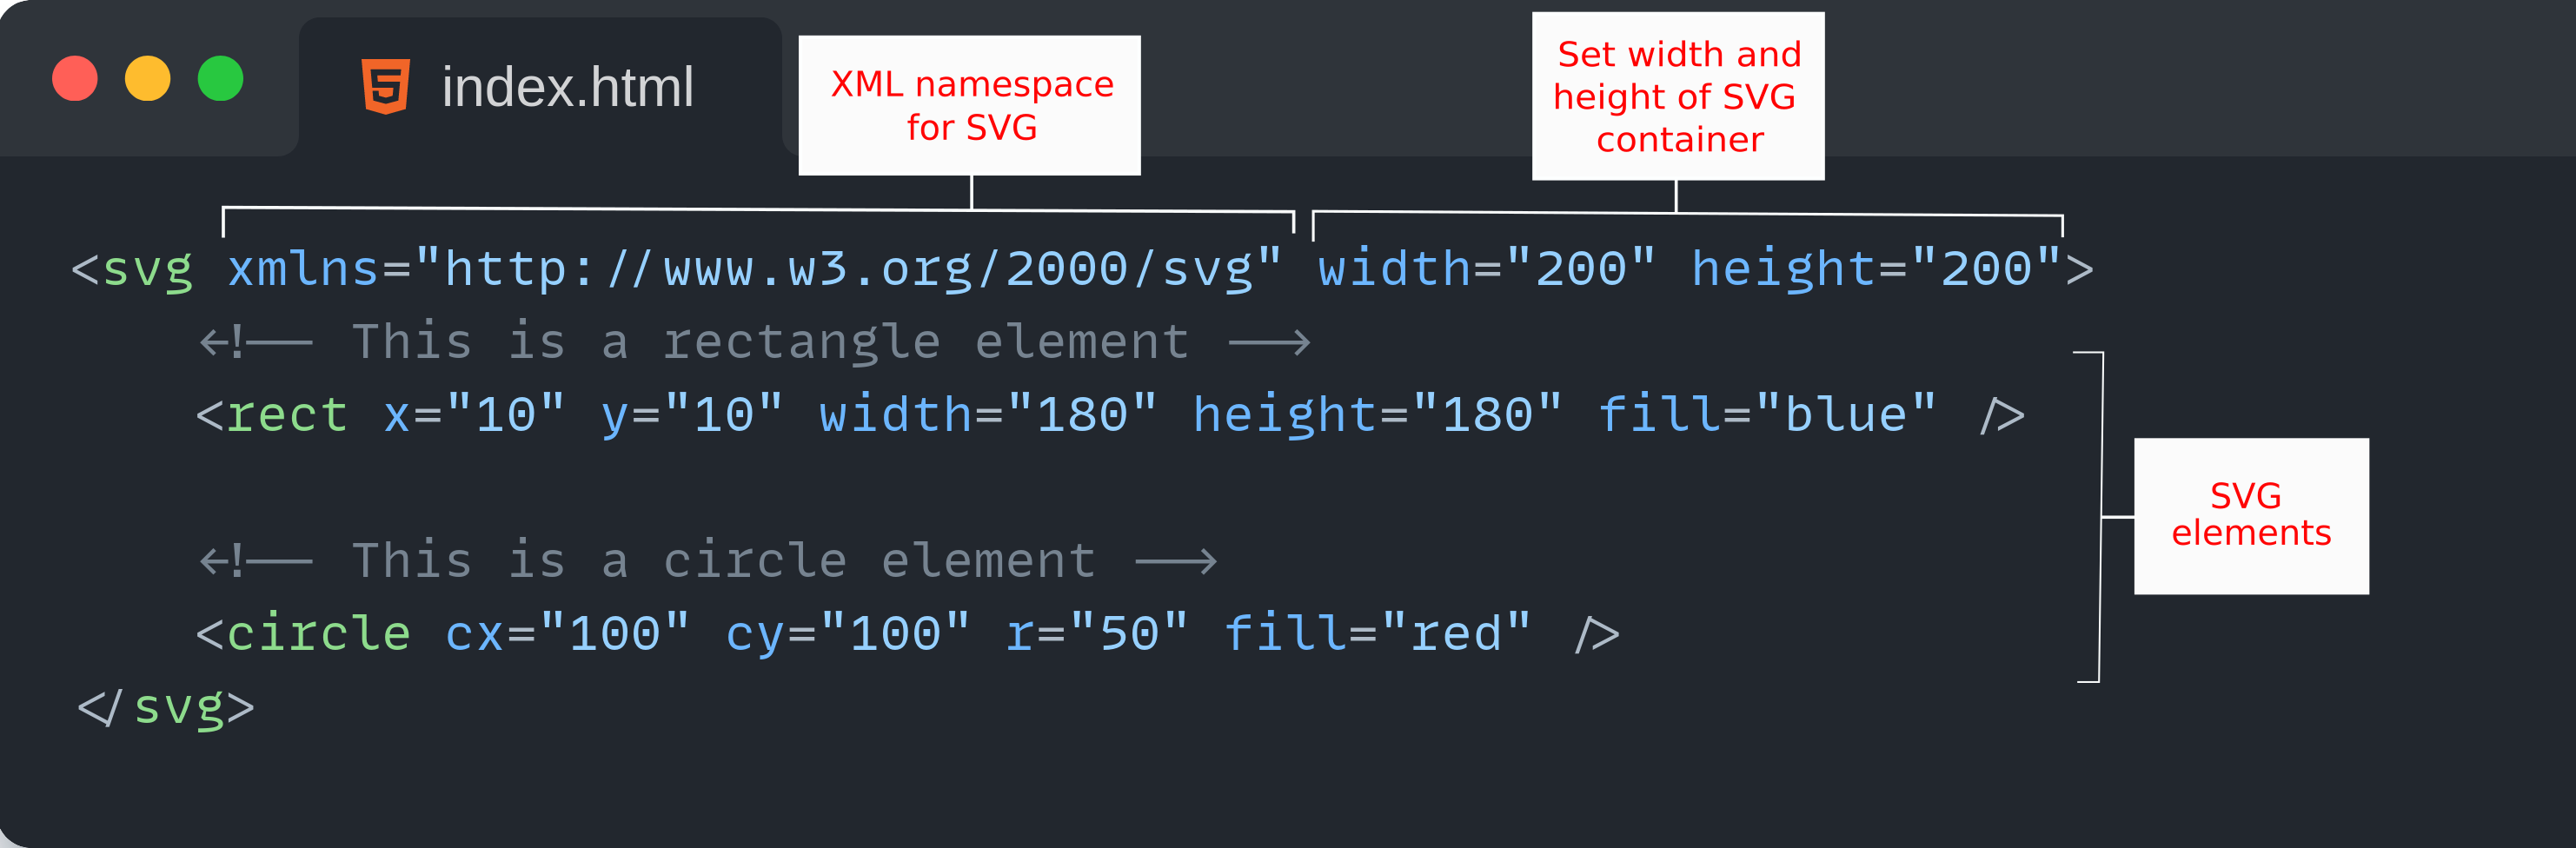 index.html
XML namespace
for SVG
Set width and
height of SVG
container
<svg xmlns="http://www.w3.org/2000/svg" width="200" height="200">
<!-- This is a rectangle element -->
<rect x="10" y="10" width="180" height="180" fill="blue" />
SVG
elements
<!-- This is a circle element -->
<circle cx="100" cy="100" r="50" fill="red" />
</svg>